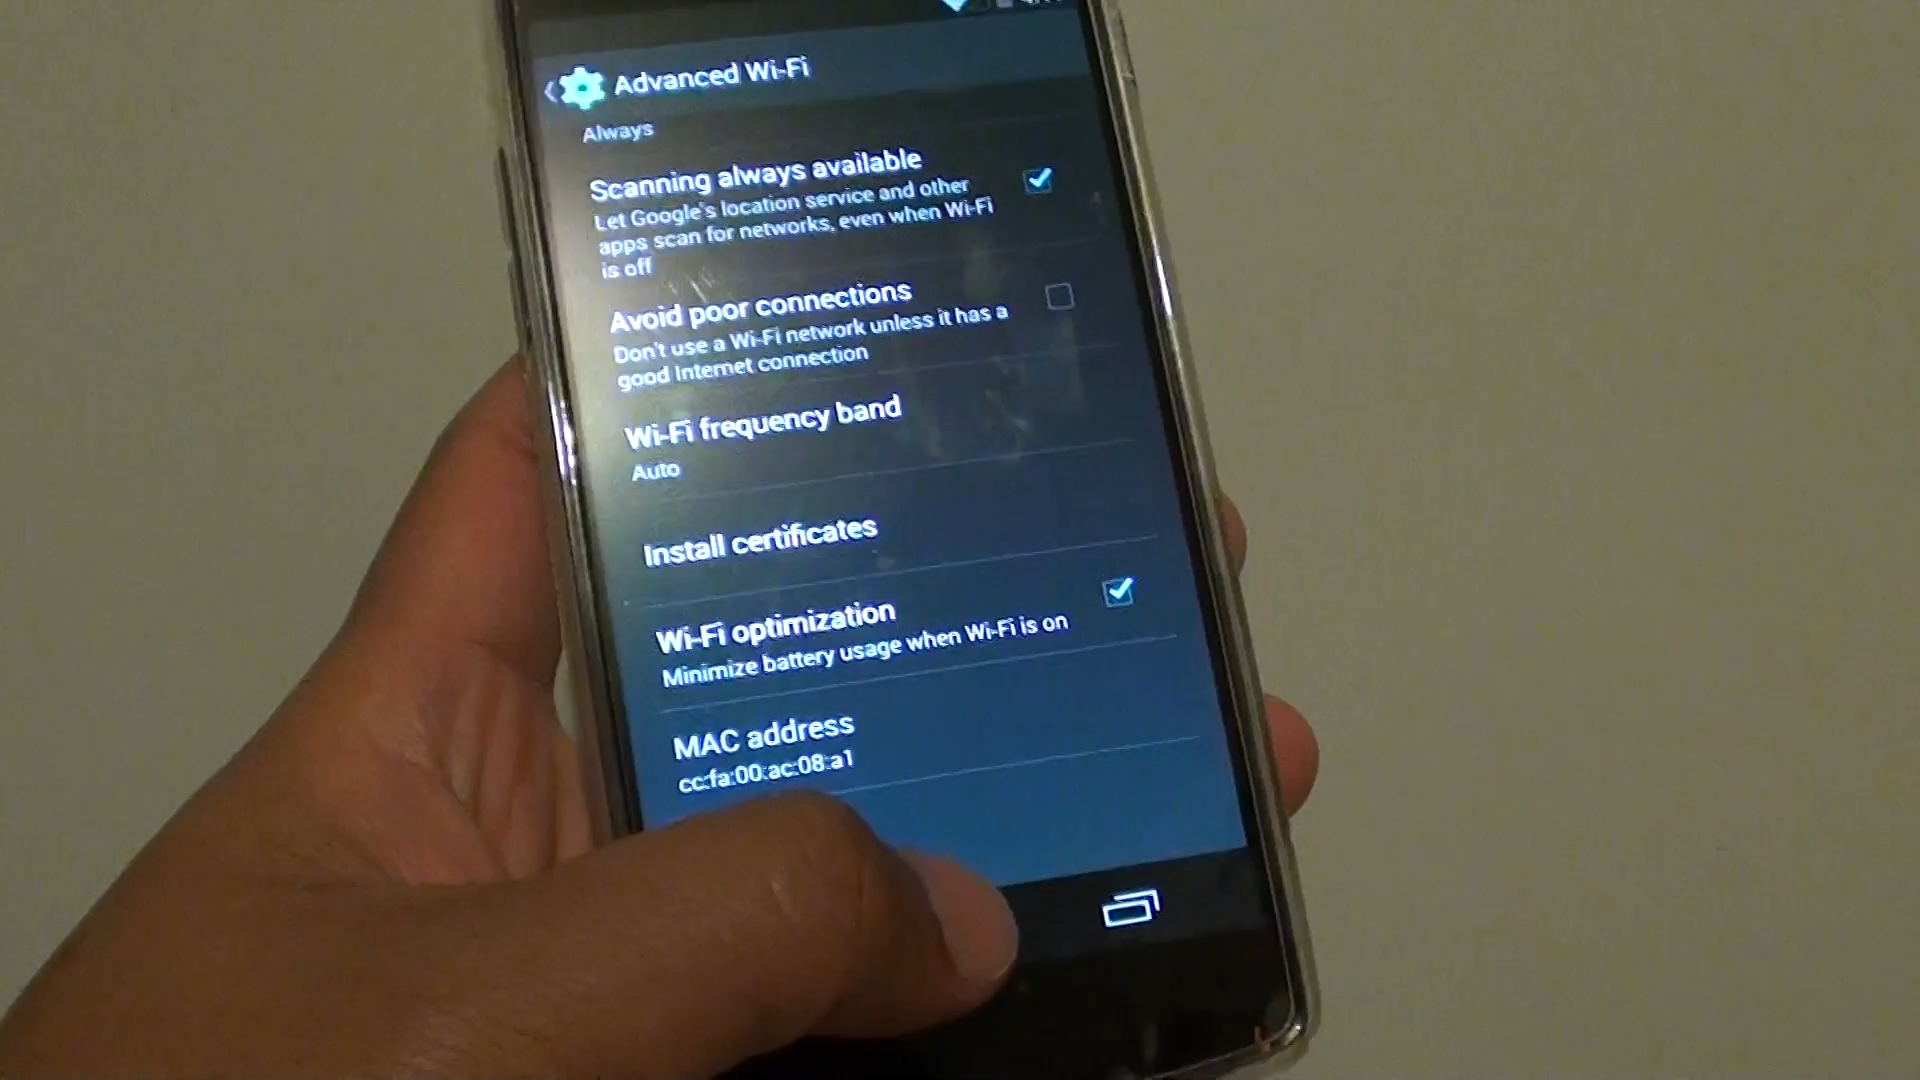 Advanced Wi-Fi
Always
Scanning always available
Let Google's location service and other
apps scan for networks, even when Wi-Fi
is off
Avoid poor connections
Don't use a Wi-Fi network unless it has a
good Internet connection
Wi-Fi frequency band
Auto
Install certificates
Wi-Fi optimization
Minimize battery usage when Wi-Fi is on
MAC address
cc:fa:00:ac:08:a1